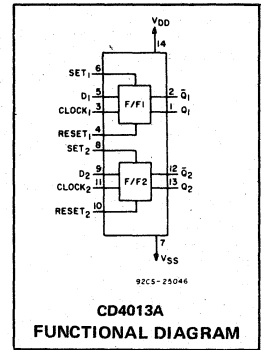 VDD
14
SET1 6
D1 5 F/F1 2 Q̅1
CLOCK1 3 1 Q1
RESET1 4
SET2 8
D2 9 F/F2 12 Q̅2
CLOCK2 11 13 Q2
RESET2 10
7
VSS
92CS-25046
CD4013A
FUNCTIONAL DIAGRAM